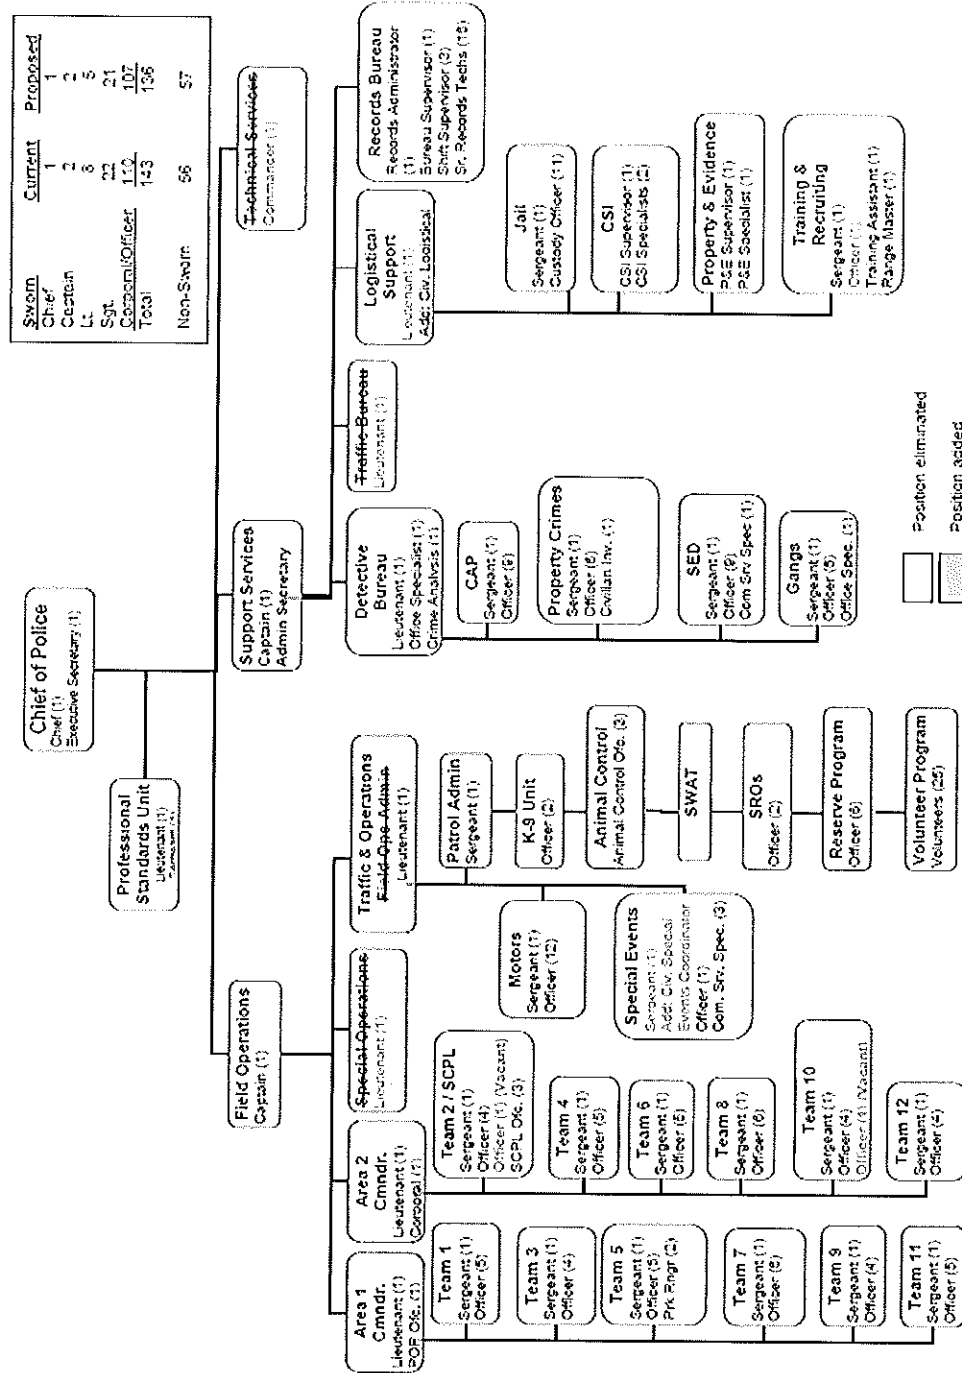 Sworn Current Proposed
Chief 1 1
Captain 2 2
Lt. 8 5
Sgt. 22 21
Corporal/Officer 110 107
Total 143 136
Non-Sworn 56 57
Chief of Police
Chief (1)
Executive Secretary (1)
Professional
Standards Unit
Lieutenant (1)
Field Operations
Captain (1)
Support Services
Captain (1)
Admin Secretary
Technical Services
Commander (1)
Area 1
Cmndr.
Lieutenant (1)
POP Ofc. (1)
Team 1
Sergeant (1)
Officer (5)
Team 3
Sergeant (1)
Officer (4)
Team 5
Sergeant (1)
Officer (5)
Prk Rngr (2)
Team 7
Sergeant (1)
Officer (6)
Team 9
Sergeant (1)
Officer (4)
Team 11
Sergeant (1)
Officer (5)
Area 2
Cmndr.
Lieutenant (1)
Corporal (1)
Team 2 / SCPL
Sergeant (1)
Officer (4)
Officer (1) (Vacant)
SCPL Ofc. (3)
Team 4
Sergeant (1)
Officer (5)
Team 6
Sergeant (1)
Officer (6)
Team 8
Sergeant (1)
Officer (6)
Team 10
Sergeant (1)
Officer (4)
Officer (1) (Vacant)
Team 12
Sergeant (1)
Officer (4)
Special Operations
Lieutenant (1)
Traffic & Operations
Field Ops Admin
Lieutenant (1)
Patrol Admin
Sergeant (1)
Motors
Sergeant (1)
Officer (12)
K-9 Unit
Officer (2)
Special Events
Sergeant (1)
Add: Civ. Special
Events Coordinator
Officer (1)
Com. Srv. Spec. (3)
Animal Control
Animal Control Ofc. (3)
SWAT
SROs
Officer (2)
Reserve Program
Officer (6)
Volunteer Program
Volunteers (25)
Detective
Bureau
Lieutenant (1)
Office Specialist (1)
Crime Analysis (1)
CAP
Sergeant (1)
Officer (9)
Property Crimes
Sergeant (1)
Officer (6)
Civilian Inv. (1)
SED
Sergeant (1)
Officer (9)
Com Srv Spec (1)
Gangs
Sergeant (1)
Officer (5)
Office Spec. (1)
Traffic Bureau
Lieutenant (1)
Logistical
Support
Lieutenant (1)
Add: Civ. Logistical
Jail
Sergeant (1)
Custody Officer (11)
CSI
CSI Supervisor (1)
CSI Specialists (2)
Property & Evidence
P&E Supervisor (1)
P&E Specialist (1)
Training &
Recruiting
Sergeant (1)
Officer (1)
Training Assistant (1)
Range Master (1)
Records Bureau
Records Administrator
(1)
Bureau Supervisor (1)
Shift Supervisor (3)
Sr. Records Techs (15)
Position eliminated
Position added